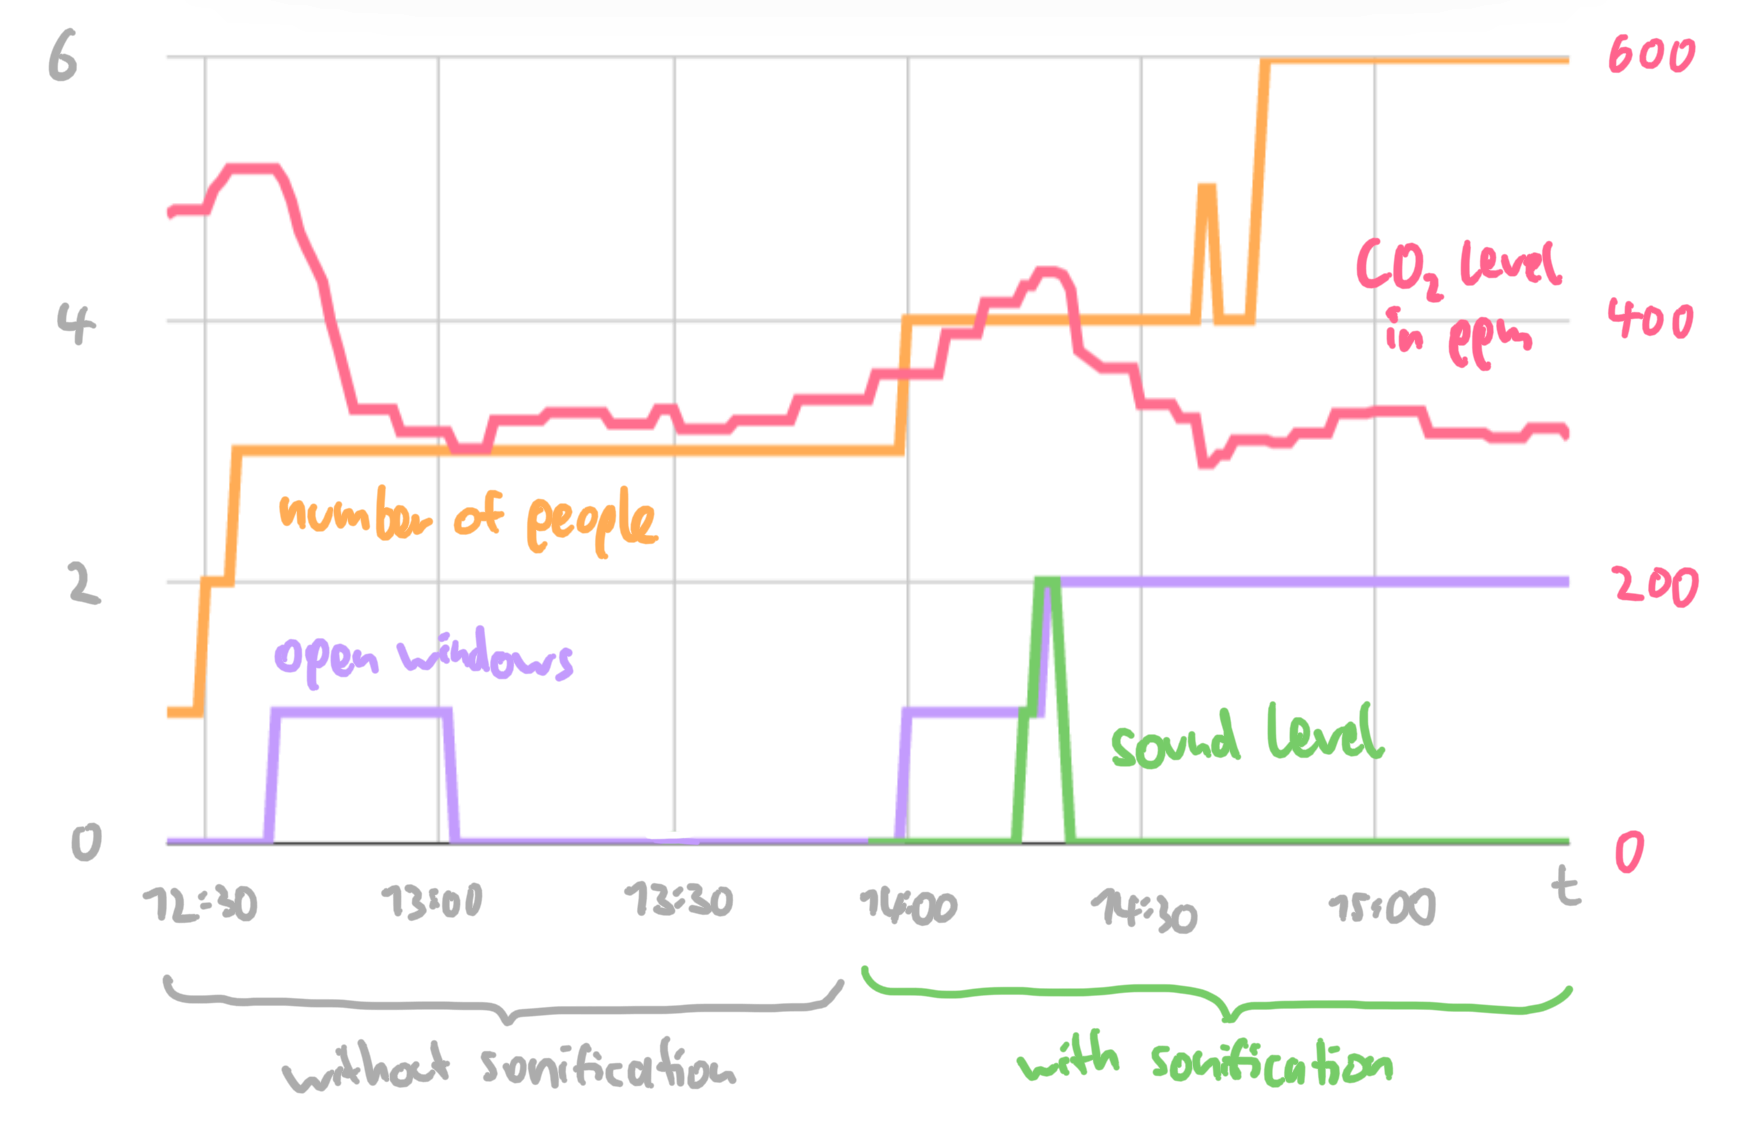 6
600
CO₂ level
in ppm
4
400
number of people
2
200
open windows
sound level
0
0
12:30 13:00 13:30 14:00 14:30 15:00 t
without sonification
with sonification